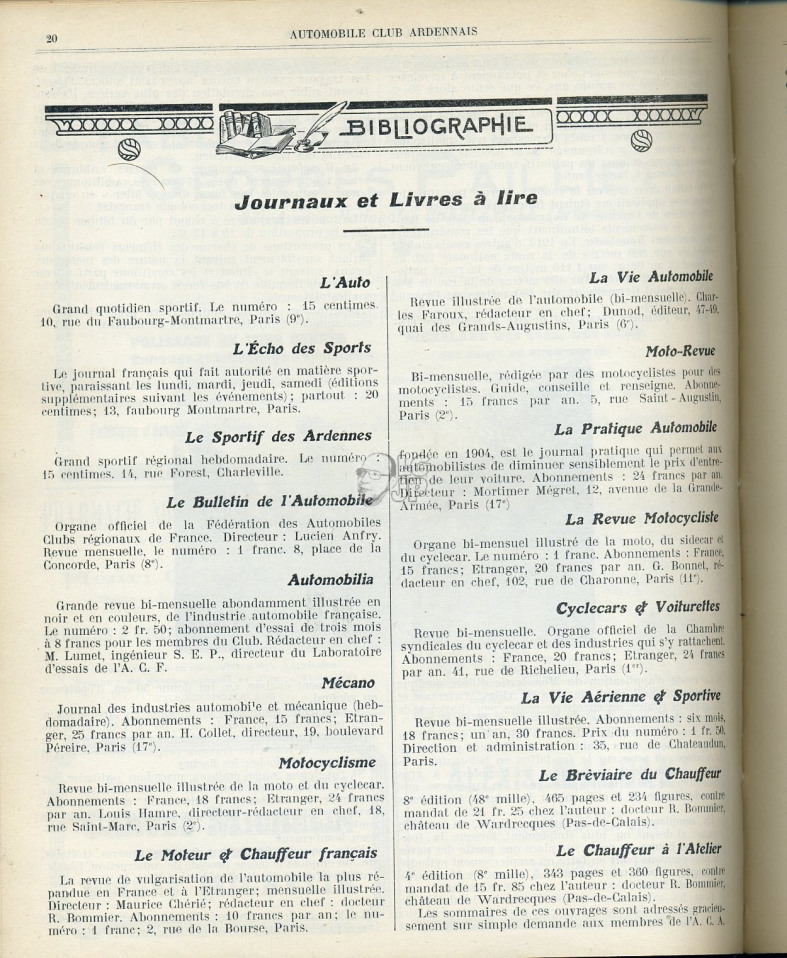 20
AUTOMOBILE CLUB ARDENNAIS
BIBLIOGRAPHIE
Journaux et Livres à lire
L'Auto
Grand quotidien sportif. Le numéro : 15 centimes.
10, rue du Faubourg-Montmartre, Paris (9e).
L'Écho des Sports
Le journal français qui fait autorité en matière spor-
tive, paraissant les lundi, mardi, jeudi, samedi (éditions
supplémentaires suivant les événements); partout : 20
centimes; 13, faubourg Montmartre, Paris.
Le Sportif des Ardennes
Grand sportif régional hebdomadaire. Le numéro :
15 centimes. 14, rue Forest, Charleville.
Le Bulletin de l'Automobile
Organe officiel de la Fédération des Automobiles
Clubs régionaux de France. Directeur : Lucien Anfry.
Revue mensuelle, le numéro : 1 franc. 8, place de la
Concorde, Paris (8e).
Automobilia
Grande revue bi-mensuelle abondamment illustrée en
noir et en couleurs, de l'industrie automobile française.
Le numéro : 2 fr. 50; abonnement d'essai de trois mois
à 8 francs pour les membres du Club. Rédacteur en chef :
M. Lumet, ingénieur S. E. P., directeur du Laboratoire
d'essais de l'A. C. F.
Mécano
Journal des industries automobile et mécanique (heb-
domadaire). Abonnements : France, 15 francs; Etran-
ger, 25 francs par an. H. Collet, directeur, 19, boulevard
Péreire, Paris (17e).
Motocyclisme
Revue bi-mensuelle illustrée de la moto et du cyclecar.
Abonnements : France, 18 francs; Etranger, 24 francs
par an. Louis Hamre, directeur-rédacteur en chef, 18,
rue Saint-Marc, Paris (2e).
Le Moteur & Chauffeur français
La revue de vulgarisation de l'automobile la plus ré-
pandue en France et à l'Etranger; mensuelle illustrée.
Directeur : Maurice Chérié; rédacteur en chef : docteur
R. Bommier. Abonnements : 10 francs par an; le nu-
méro : 1 franc; 2, rue de la Bourse, Paris.
La Vie Automobile
Revue illustrée de l'automobile (bi-mensuelle). Char-
les Faroux, rédacteur en chef; Dunod, éditeur, 47-49,
quai des Grands-Augustins, Paris (6e).
Moto-Revue
Bi-mensuelle, rédigée par des motocyclistes pour des
motocyclistes. Guide, conseille et renseigne. Abonne-
ments : 15 francs par an. 5, rue Saint-Augustin,
Paris (2e).
La Pratique Automobile
fondée en 1904, est le journal pratique qui permet aux
automobilistes de diminuer sensiblement le prix d'entre-
tien de leur voiture. Abonnements : 24 francs par an.
Directeur : Mortimer Mégret, 12, avenue de la Grande-
Armée, Paris (17e)
La Revue Motocycliste
Organe bi-mensuel illustré de la moto, du sidecar et
du cyclecar. Le numéro : 1 franc. Abonnements : France,
15 francs; Etranger, 20 francs par an. G. Bonnet, ré-
dacteur en chef, 102, rue de Charonne, Paris (11e).
Cyclecars & Voiturettes
Revue bi-mensuelle. Organe officiel de la Chambre
syndicales du cyclecar et des industries qui s'y rattachent.
Abonnements : France, 20 francs; Etranger, 24 francs
par an. 41, rue de Richelieu, Paris (1er).
La Vie Aérienne & Sportive
Revue bi-mensuelle illustrée. Abonnements : six mois,
18 francs; un an, 30 francs. Prix du numéro : 1 fr. 50.
Direction et administration : 35, rue de Chateaudun,
Paris.
Le Brèviaire du Chauffeur
8e édition (48e mille), 465 pages et 234 figures, contre
mandat de 21 fr. 25 chez l'auteur : docteur R. Bommier,
château de Wardrecques (Pas-de-Calais).
Le Chauffeur à l'Atelier
4e édition (8e mille), 343 pages et 360 figures, contre
mandat de 15 fr. 85 chez l'auteur : docteur R. Bommier,
château de Wardrecques (Pas-de-Calais).
Les sommaires de ces ouvrages sont adressés gracieu-
sement sur simple demande aux membres de l'A. C. A.